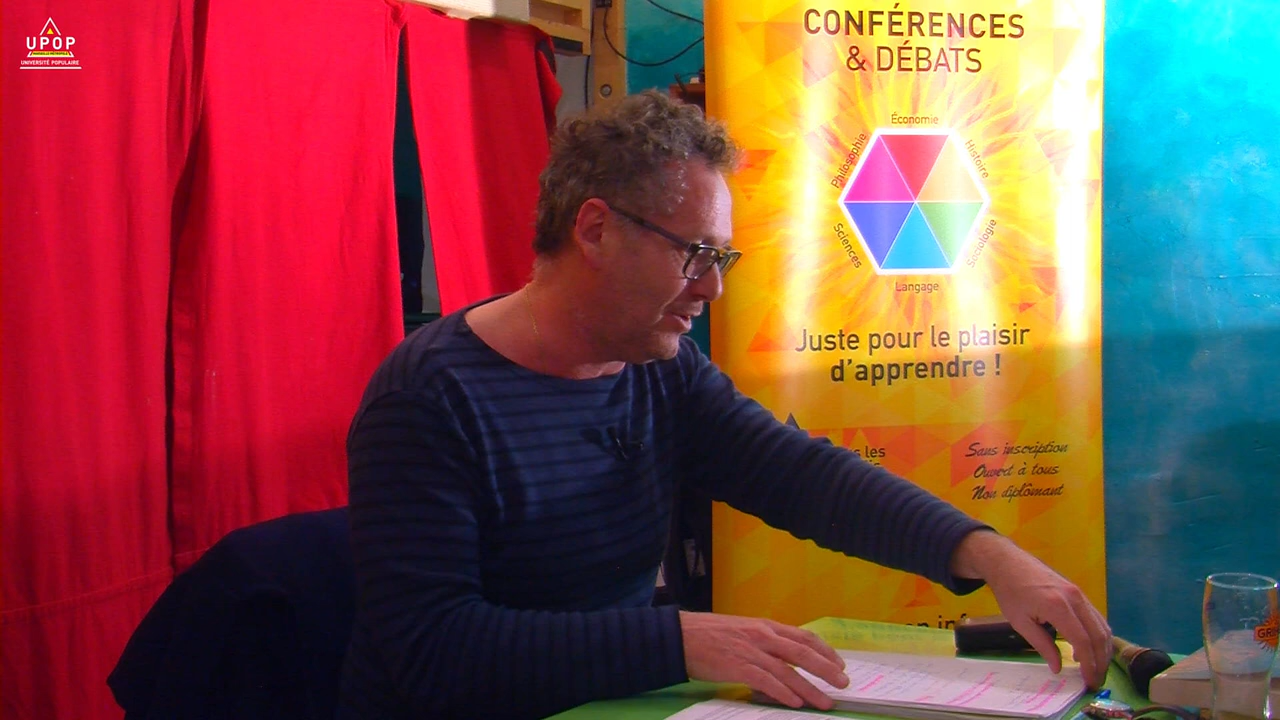 UPOP
UNIVERSITÉ POPULAIRE
CONFÉRENCES
& DÉBATS
Économie
Philosophie
Histoire
Sciences
Sociologie
Langage
Juste pour le plaisir
d'apprendre !
les
Sans inscription
Ouvert à tous
Non diplômant